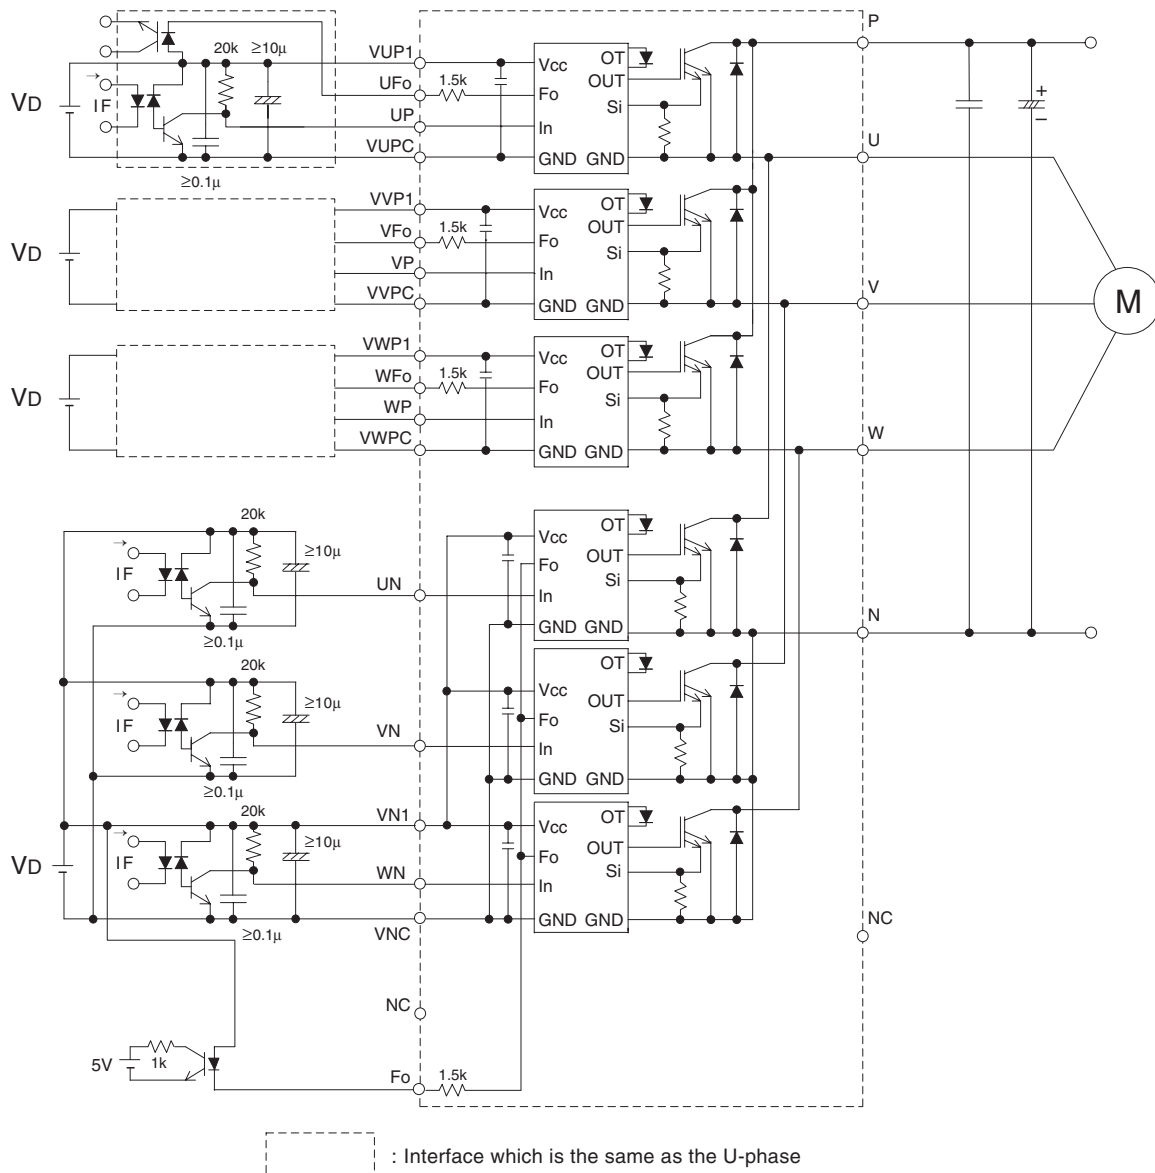 P
20k ≥10μ
VUP1
Vcc OT
UFo 1.5k Fo OUT
VD IF
Si
UP In
+
–
VUPC GND GND U
≥0.1μ
VVP1 Vcc OT
VFo 1.5k Fo OUT
VD
VP In Si
VVPC GND GND V
M
VWP1 Vcc OT
WFo 1.5k Fo OUT
VD
WP In Si
VWPC GND GND W
20k
≥10μ
Vcc OT
IF
Fo OUT
UN In Si
GND GND N
≥0.1μ
20k
OT
≥10μ
Vcc
IF
OUT
VN Fo
In Si
GND GND
≥0.1μ
20k
VN1 Vcc OT
≥10μ
IF
VD
Fo OUT
WN In Si
GND GND NC
VNC
≥0.1μ
NC
5V 1k
Fo 1.5k
: Interface which is the same as the U-phase